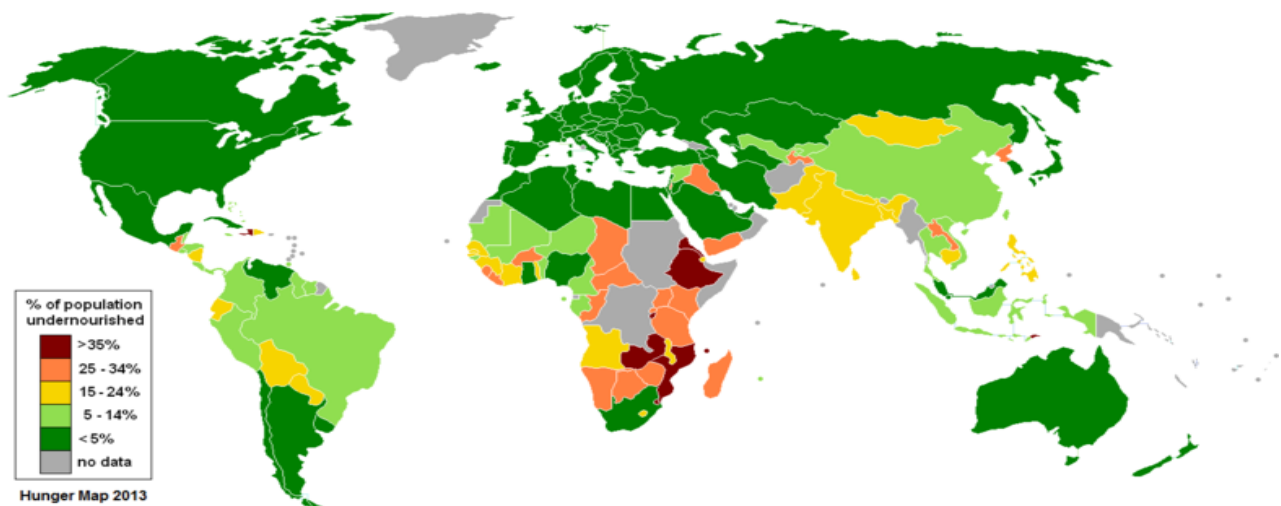 % of population
undernourished
>35%
25 - 34%
15 - 24%
5 - 14%
< 5%
no data
Hunger Map 2013